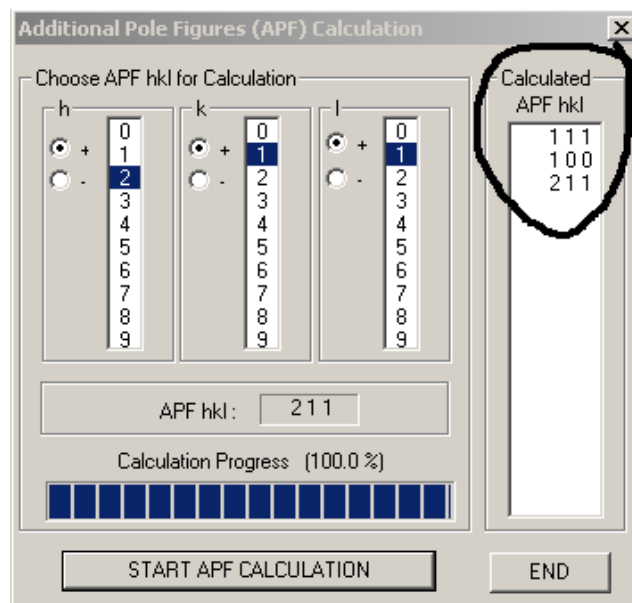 Additional Pole Figures (APF) Calculation
Choose APF hkl for Calculation
h
+
-
0
1
2
3
4
5
6
7
8
9
k
+
-
0
1
2
3
4
5
6
7
8
9
l
+
-
0
1
2
3
4
5
6
7
8
9
APF hkl :
2 1 1
Calculation Progress (100.0 %)
START APF CALCULATION
Calculated
APF hkl
1 1 1
1 0 0
2 1 1
END